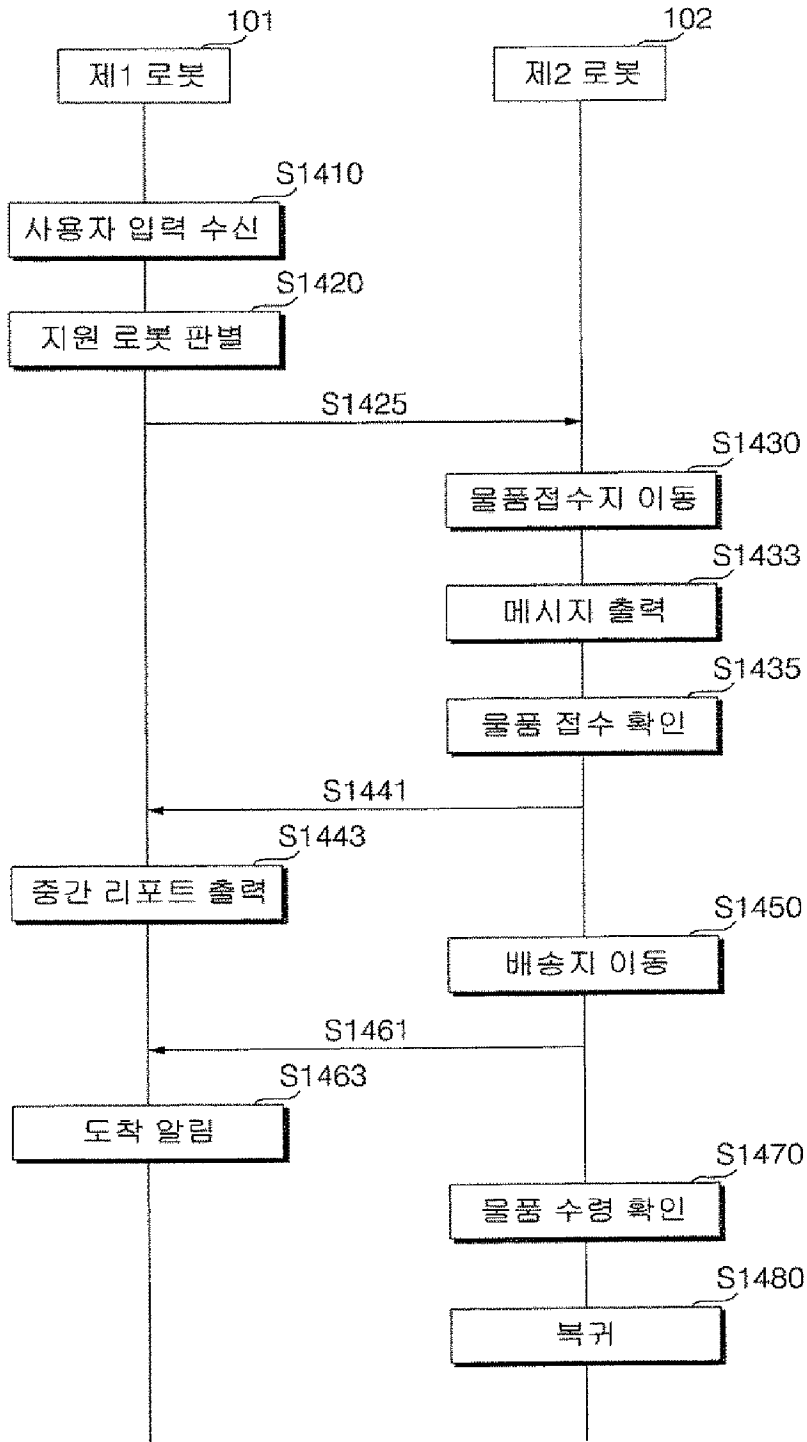 101
제1 로봇
102
제2 로봇
S1410
사용자 입력 수신
S1420
지원 로봇 판별
S1425
S1430
물품접수지 이동
S1433
메시지 출력
S1435
물품 접수 확인
S1441
S1443
중간 리포트 출력
S1450
배송지 이동
S1461
S1463
도착 알림
S1470
물품 수령 확인
S1480
복귀